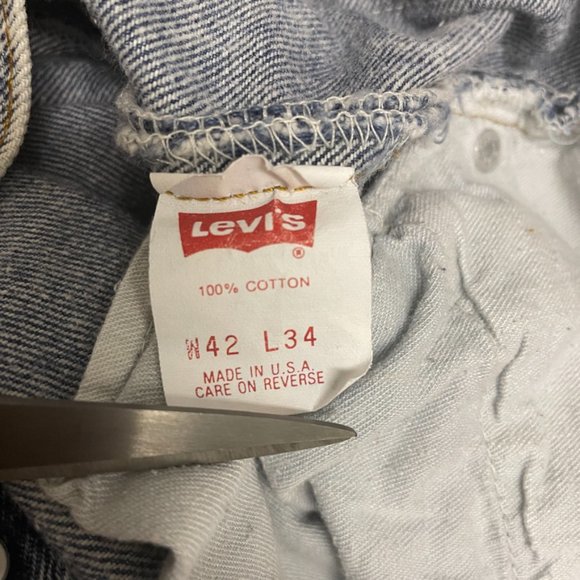 Levi's
®
100% COTTON
W42 L34
MADE IN U.S.A.
CARE ON REVERSE